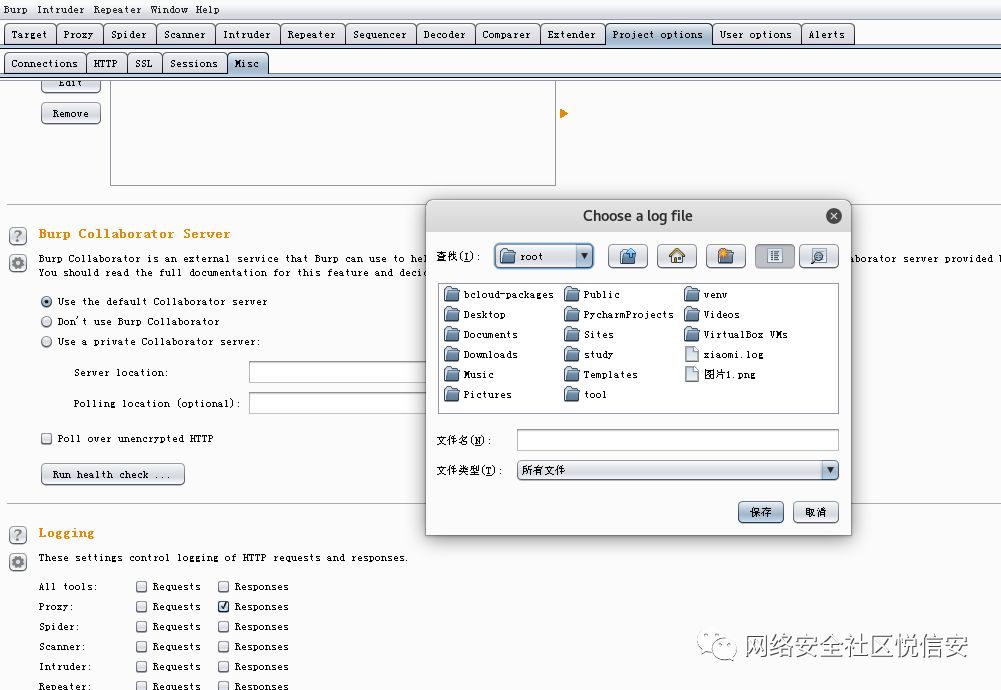 Burp Intruder Repeater Window Help
Target Proxy Spider Scanner Intruder Repeater Sequencer Decoder Comparer Extender Project options User options Alerts
Connections HTTP SSL Sessions Misc
Edit
Remove
Burp Collaborator Server
Burp Collaborator is an external service that Burp can use to hel
aborator server provided b
You should read the full documentation for this feature and decid
Use the default Collaborator server
Don't use Burp Collaborator
Use a private Collaborator server:
Server location:
Polling location (optional):
Poll over unencrypted HTTP
Run health check ...
Choose a log file
查找(I): root
bcloud-packages Public venv
Desktop PycharmProjects Videos
Documents Sites VirtualBox VMs
Downloads study xiaomi.log
Music Templates 图片1.png
Pictures tool
文件名(N):
文件类型(T): 所有文件
保存 取消
Logging
These settings control logging of HTTP requests and responses.
All tools: Requests Responses
Proxy: Requests Responses
Spider: Requests Responses
Scanner: Requests Responses
Intruder: Requests Responses
Repeater: Requests Responses
网络安全社区悦信安